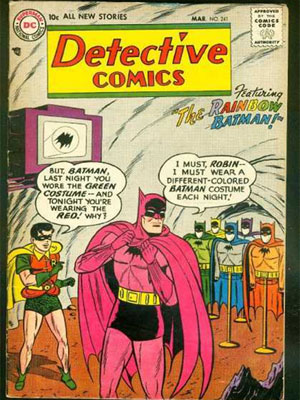 SUPERMAN
DC
NATIONAL COMICS
10¢ ALL NEW STORIES
MAR. NO. 241
APPROVED
BY THE
COMICS
CODE
AUTHORITY
Detective
COMICS
Featuring
The RAINBOW
BATMAN!
BUT, BATMAN,
LAST NIGHT YOU
WORE THE GREEN
COSTUME -- AND
TONIGHT YOU'RE
WEARING THE
RED! WHY?
I MUST, ROBIN--
I MUST WEAR A
DIFFERENT-COLORED
BATMAN COSTUME
EACH NIGHT!
R